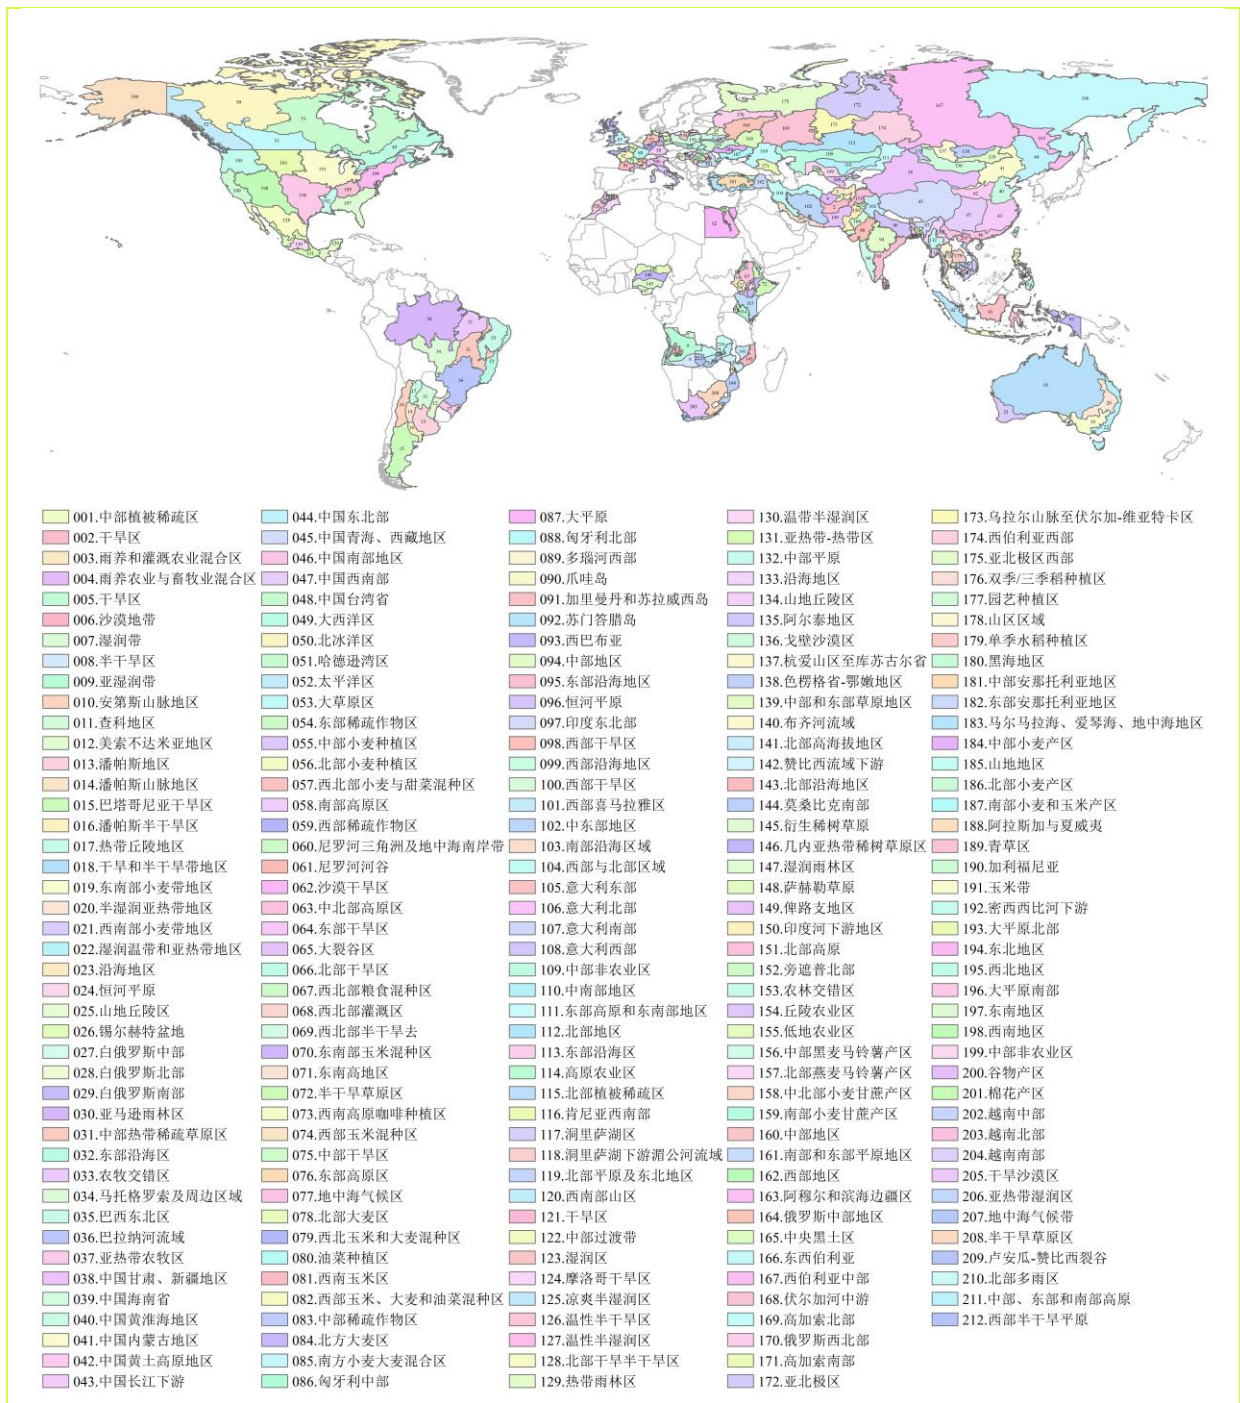 001.中部植被稀疏区
002.干旱区
003.雨养和灌溉农业混合区
004.雨养农业与畜牧业混合区
005.干旱区
006.沙漠地带
007.湿润带
008.半干旱区
009.亚湿润带
010.安第斯山脉地区
011.查科地区
012.美索不达米亚地区
013.潘帕斯地区
014.潘帕斯山脉地区
015.巴塔哥尼亚干旱区
016.潘帕斯半干旱区
017.热带丘陵地区
018.干旱和半干旱带地区
019.东南部小麦带地区
020.半湿润亚热带地区
021.西南部小麦带地区
022.湿润温带和亚热带地区
023.沿海地区
024.恒河平原
025.山地丘陵区
026.锡尔赫特盆地
027.白俄罗斯中部
028.白俄罗斯北部
029.白俄罗斯南部
030.亚马逊雨林区
031.中部热带稀疏草原区
032.东部沿海区
033.农牧交错区
034.马托格罗索及周边区域
035.巴西东北区
036.巴拉纳河流域
037.亚热带农牧区
038.中国甘肃、新疆地区
039.中国海南省
040.中国黄淮海地区
041.中国内蒙古地区
042.中国黄土高原地区
043.中国长江下游
044.中国东北部
045.中国青海、西藏地区
046.中国南部地区
047.中国西南部
048.中国台湾省
049.大西洋区
050.北冰洋区
051.哈德逊湾区
052.太平洋区
053.大草原区
054.东部稀疏作物区
055.中部小麦种植区
056.北部小麦种植区
057.西北部小麦与甜菜混种区
058.南部高原区
059.西部稀疏作物区
060.尼罗河三角洲及地中海南岸带
061.尼罗河河谷
062.沙漠干旱区
063.中北部高原区
064.东部干旱区
065.大裂谷区
066.北部干旱区
067.西北部粮食混种区
068.西北部灌溉区
069.西北部半干旱去
070.东南部玉米混种区
071.东南高地区
072.半干旱草原区
073.西南高原咖啡种植区
074.西部玉米混种区
075.中部干旱区
076.东部高原区
077.地中海气候区
078.北部大麦区
079.西北玉米和大麦混种区
080.油菜种植区
081.西南玉米区
082.西部玉米、大麦和油菜混种区
083.中部稀疏作物区
084.北方大麦区
085.南方小麦大麦混合区
086.匈牙利中部
087.大平原
088.匈牙利北部
089.多瑙河西部
090.爪哇岛
091.加里曼丹和苏拉威西岛
092.苏门答腊岛
093.西巴布亚
094.中部地区
095.东部沿海地区
096.恒河平原
097.印度东北部
098.西部干旱区
099.西部沿海地区
100.西部干旱区
101.西部喜马拉雅区
102.中东部地区
103.南部沿海区域
104.西部与北部区域
105.意大利东部
106.意大利北部
107.意大利南部
108.意大利西部
109.中部非农业区
110.中南部地区
111.东部高原和东南部地区
112.北部地区
113.东部沿海区
114.高原农业区
115.北部植被稀疏区
116.肯尼亚西南部
117.洞里萨湖区
118.洞里萨湖下游湄公河流域
119.北部平原及东北地区
120.西南部山区
121.干旱区
122.中部过渡带
123.湿润区
124.摩洛哥干旱区
125.凉爽半湿润区
126.温性半干旱区
127.温性半湿润区
128.北部干旱半干旱区
129.热带雨林区
130.温带半湿润区
131.亚热带-热带区
132.中部平原
133.沿海地区
134.山地丘陵区
135.阿尔泰地区
136.戈壁沙漠区
137.杭爱山区至库苏古尔省
138.色楞格省-鄂嫩地区
139.中部和东部草原地区
140.布齐河流域
141.北部高海拔地区
142.赞比西流域下游
143.北部沿海地区
144.莫桑比克南部
145.衍生稀树草原
146.几内亚热带稀树草原区
147.湿润雨林区
148.萨赫勒草原
149.俾路支地区
150.印度河下游地区
151.北部高原
152.旁遮普北部
153.农林交错区
154.丘陵农业区
155.低地农业区
156.中部黑麦马铃薯产区
157.北部燕麦马铃薯产区
158.中北部小麦甘蔗产区
159.南部小麦甘蔗产区
160.中部地区
161.南部和东部平原地区
162.西部地区
163.阿穆尔和滨海边疆区
164.俄罗斯中部地区
165.中央黑土区
166.东西伯利亚
167.西伯利亚中部
168.伏尔加河中游
169.高加索北部
170.俄罗斯西北部
171.高加索南部
172.亚北极区
173.乌拉尔山脉至伏尔加-维亚特卡区
174.西伯利亚西部
175.亚北极区西部
176.双季/三季稻种植区
177.园艺种植区
178.山区区域
179.单季水稻种植区
180.黑海地区
181.中部安那托利亚地区
182.东部安那托利亚地区
183.马尔马拉海、爱琴海、地中海地区
184.中部小麦产区
185.山地地区
186.北部小麦产区
187.南部小麦和玉米产区
188.阿拉斯加与夏威夷
189.青草区
190.加利福尼亚
191.玉米带
192.密西西比河下游
193.大平原北部
194.东北地区
195.西北地区
196.大平原南部
197.东南地区
198.西南地区
199.中部非农业区
200.谷物产区
201.棉花产区
202.越南中部
203.越南北部
204.越南南部
205.干旱沙漠区
206.亚热带湿润区
207.地中海气候带
208.半干旱草原区
209.卢安瓜-赞比西裂谷
210.北部多雨区
211.中部、东部和南部高原
212.西部半干旱平原